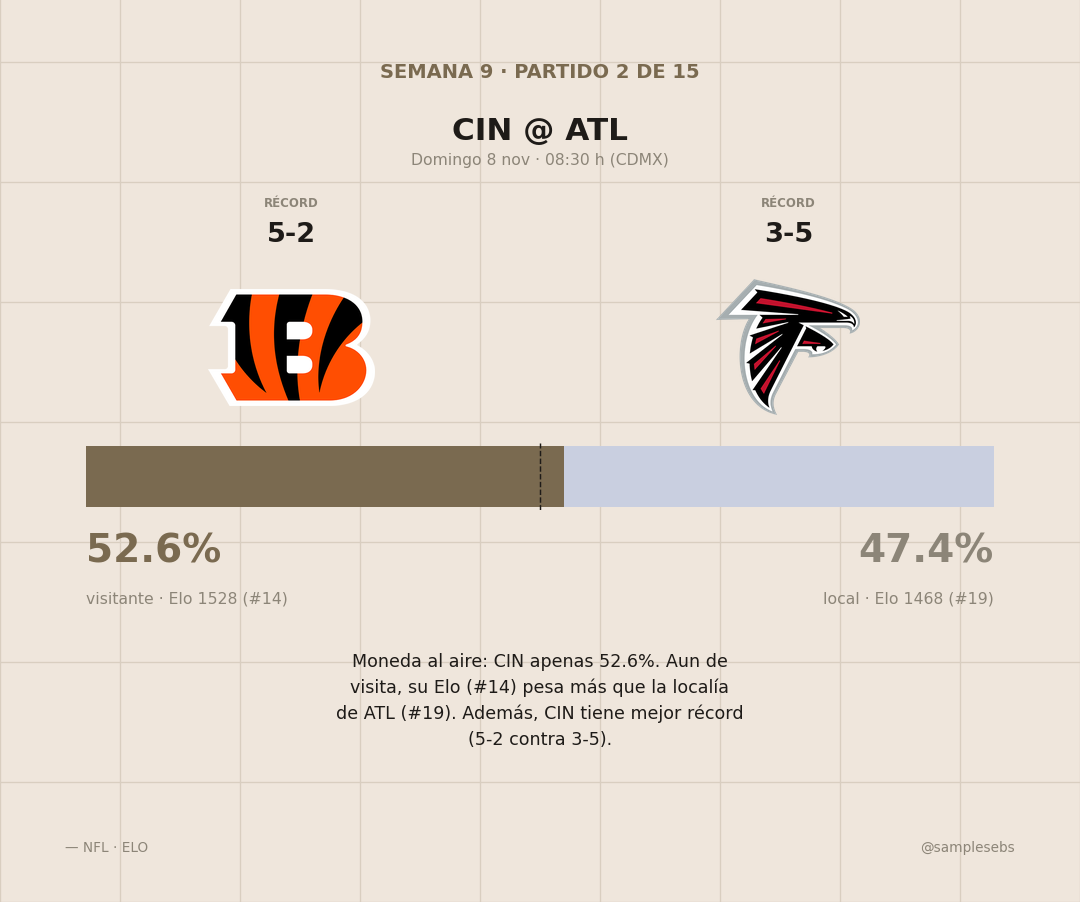 SEMANA 9 · PARTIDO 2 DE 15
CIN @ ATL
Domingo 8 nov · 08:30 h (CDMX)
RÉCORD
5-2
RÉCORD
3-5
52.6%
47.4%
visitante · Elo 1528 (#14)
local · Elo 1468 (#19)
Moneda al aire: CIN apenas 52.6%. Aun de
visita, su Elo (#14) pesa más que la localía
de ATL (#19). Además, CIN tiene mejor récord
(5-2 contra 3-5).
— NFL · ELO
@samplesebs